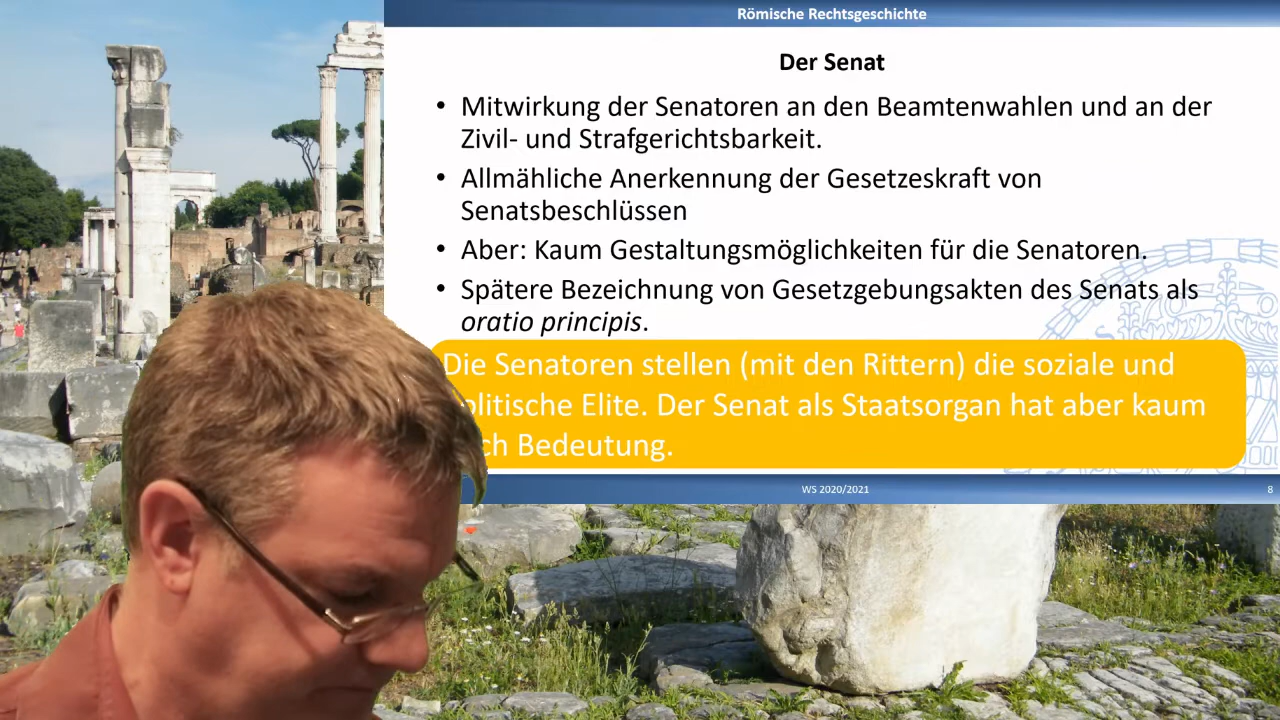 Römische Rechtsgeschichte
Der Senat
• Mitwirkung der Senatoren an den Beamtenwahlen und an der
Zivil- und Strafgerichtsbarkeit.
• Allmähliche Anerkennung der Gesetzeskraft von
Senatsbeschlüssen
• Aber: Kaum Gestaltungsmöglichkeiten für die Senatoren.
• Spätere Bezeichnung von Gesetzgebungsakten des Senats als
oratio principis.
Die Senatoren stellen (mit den Rittern) die soziale und
Elite. Der Senat als Staatsorgan hat aber kaum
Bedeutung.
WS 2020/2021
8